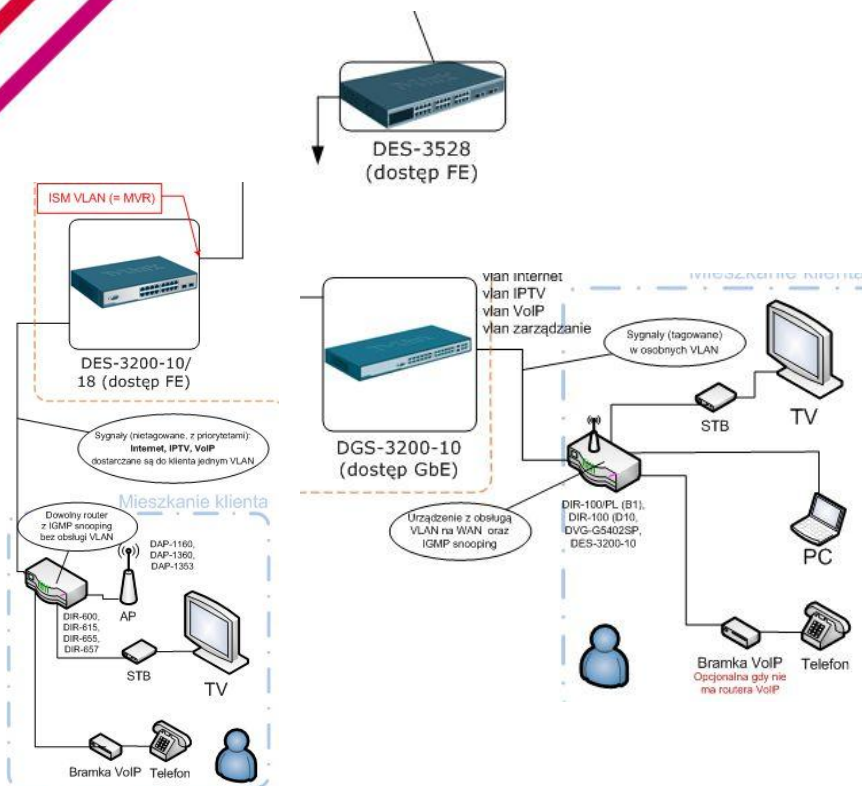 DES-3528
(dostęp FE)
ISM VLAN (= MVR)
DES-3200-10/
18 (dostęp FE)
Sygnały (nietagowane, z priorytetami):
Internet, IPTV, VoIP
dostarczane są do klienta jednym VLAN
Mieszkanie klienta
Dowolny router
z IGMP snooping
bez obsługi VLAN
DAP-1160,
DAP-1360,
DAP-1353
AP
DIR-600,
DIR-615,
DIR-655,
DIR-657
STB
TV
Bramka VoIP
Telefon
vlan internet
vlan IPTV
vlan VoIP
vlan zarządzanie
Mieszkanie klienta
Sygnały (tagowane)
w osobnych VLAN
DGS-3200-10
(dostęp GbE)
STB
TV
Urządzenie z obsługą
VLAN na WAN oraz
IGMP snooping
DIR-100/PL (B1),
DIR-100 (D10,
DVG-G5402SP,
DES-3200-10
PC
Bramka VoIP
Opcjonalna gdy nie
ma routera VoIP
Telefon